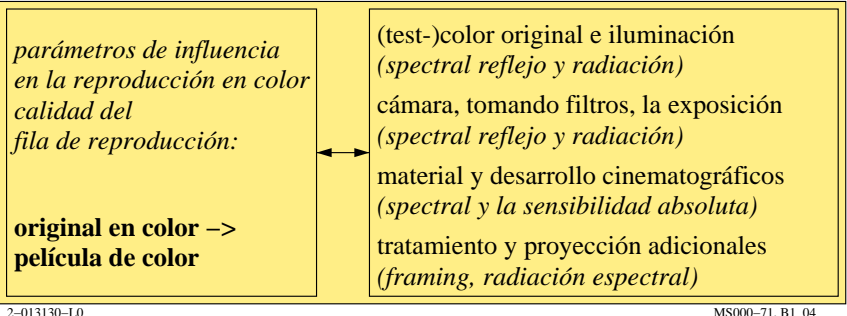 parámetros de influencia
en la reproducción en color
calidad del
fila de reproducción:
original en color −>
película de color
(test-)color original e iluminación
(spectral reflejo y radiación)
cámara, tomando filtros, la exposición
(spectral reflejo y radiación)
material y desarrollo cinematográficos
(spectral y la sensibilidad absoluta)
tratamiento y proyección adicionales
(framing, radiación espectral)
2−013130−L0
MS000−71, B1_04